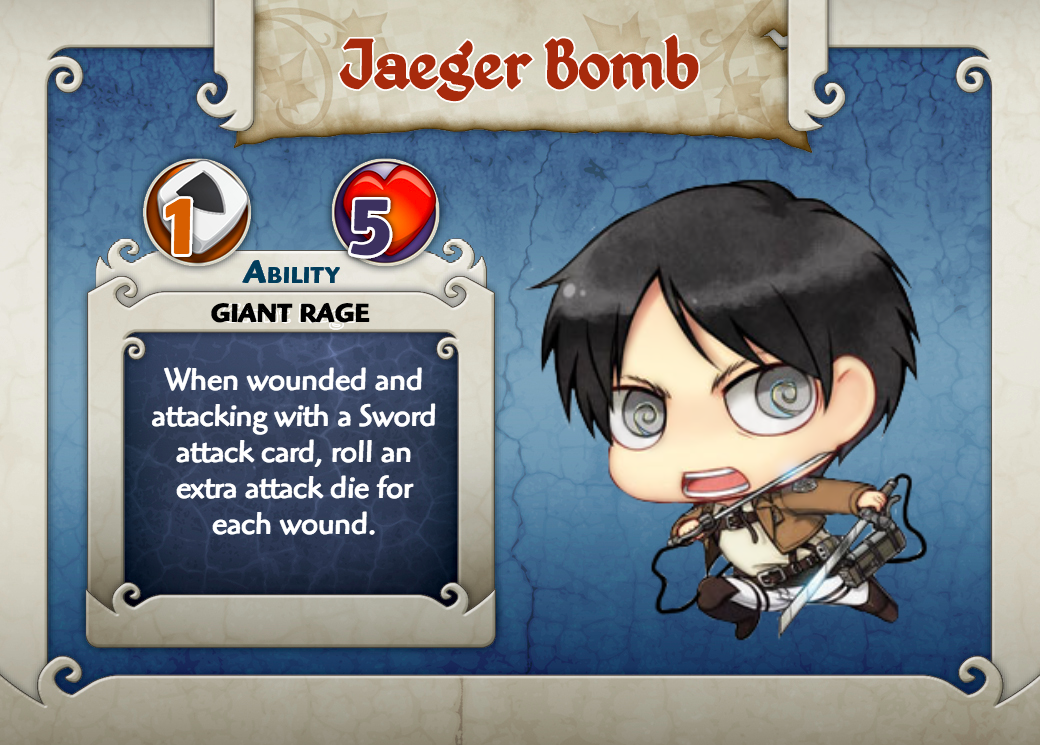 Jaeger Bomb
1
5
Ability
GIANT RAGE
When wounded and
attacking with a Sword
attack card, roll an
extra attack die for
each wound.